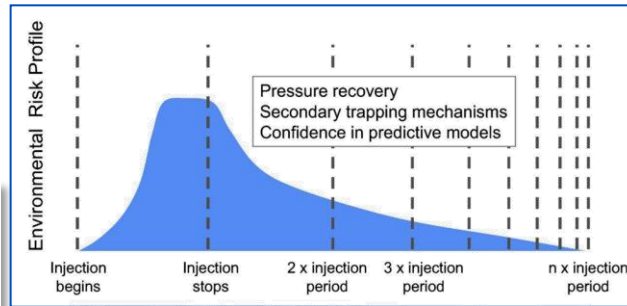 Environmental Risk Profile
Pressure recovery
Secondary trapping mechanisms
Confidence in predictive models
Injection
begins
Injection
stops
2 x injection
period
3 x injection
period
n x injection
period